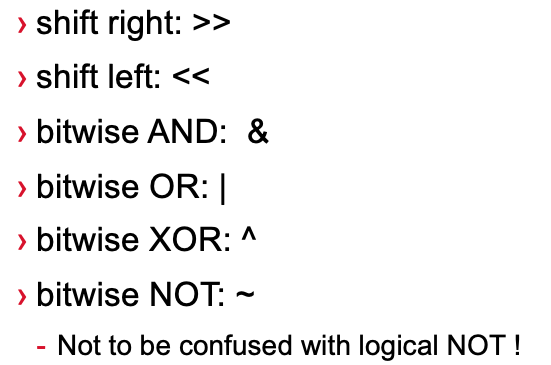 › shift right: >>
› shift left: <<
› bitwise AND:  &
› bitwise OR: |
› bitwise XOR: ^
› bitwise NOT: ~
- Not to be confused with logical NOT !